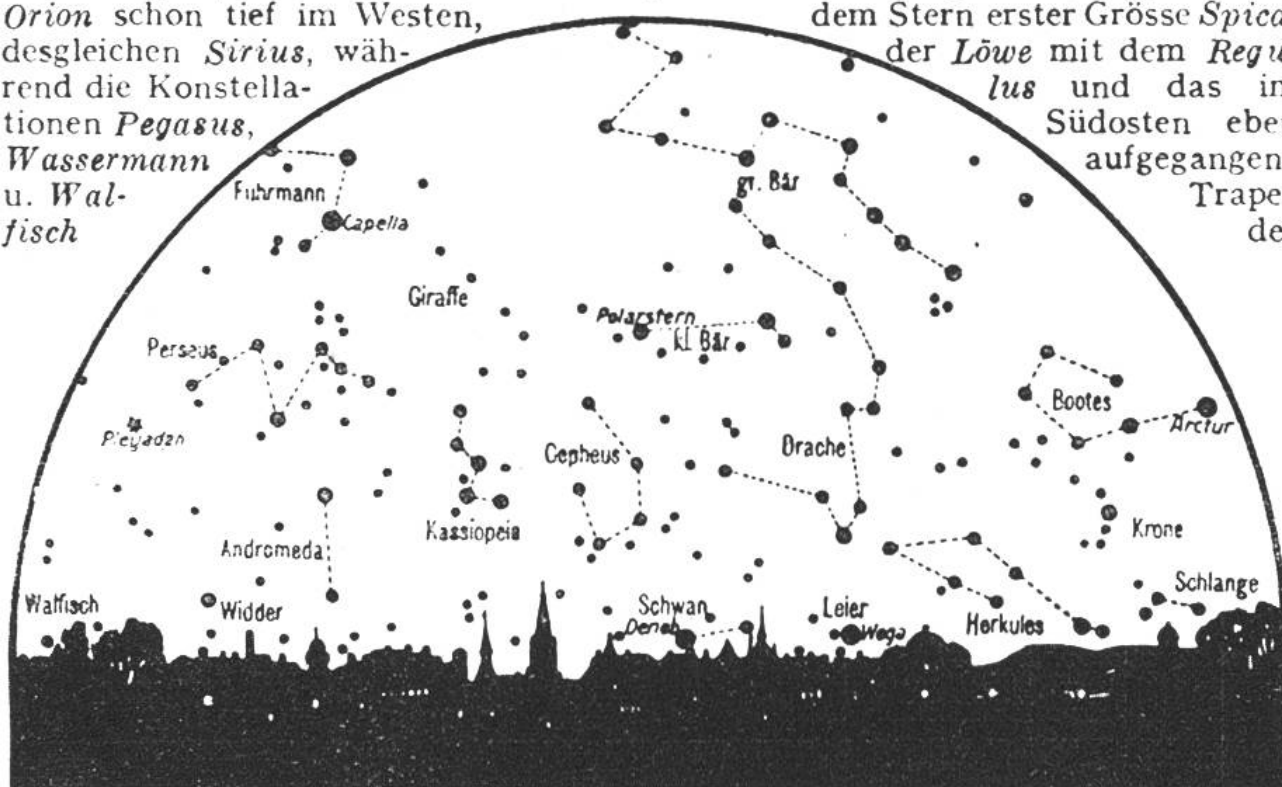 Orion schon tief im Westen,
desgleichen Sirius, wäh-
rend die Konstella-
tionen Pegasus,
Wassermann
u. Wal-
fisch
dem Stern erster Grösse Spica
der Löwe mit dem Regu
lus und das in
Südosten ebe
aufgegangen
Trape
de
Fuhrmann
Capella
gr. Bär
Giraffe
Polarstern
kl. Bär
Perseus
Plejaden
Bootes
Arctur
Cepheus
Drache
Kassiopeia
Andromeda
Krone
Walfisch
Widder
Schwan
Deneb
Leier
Wega
Herkules
Schlange